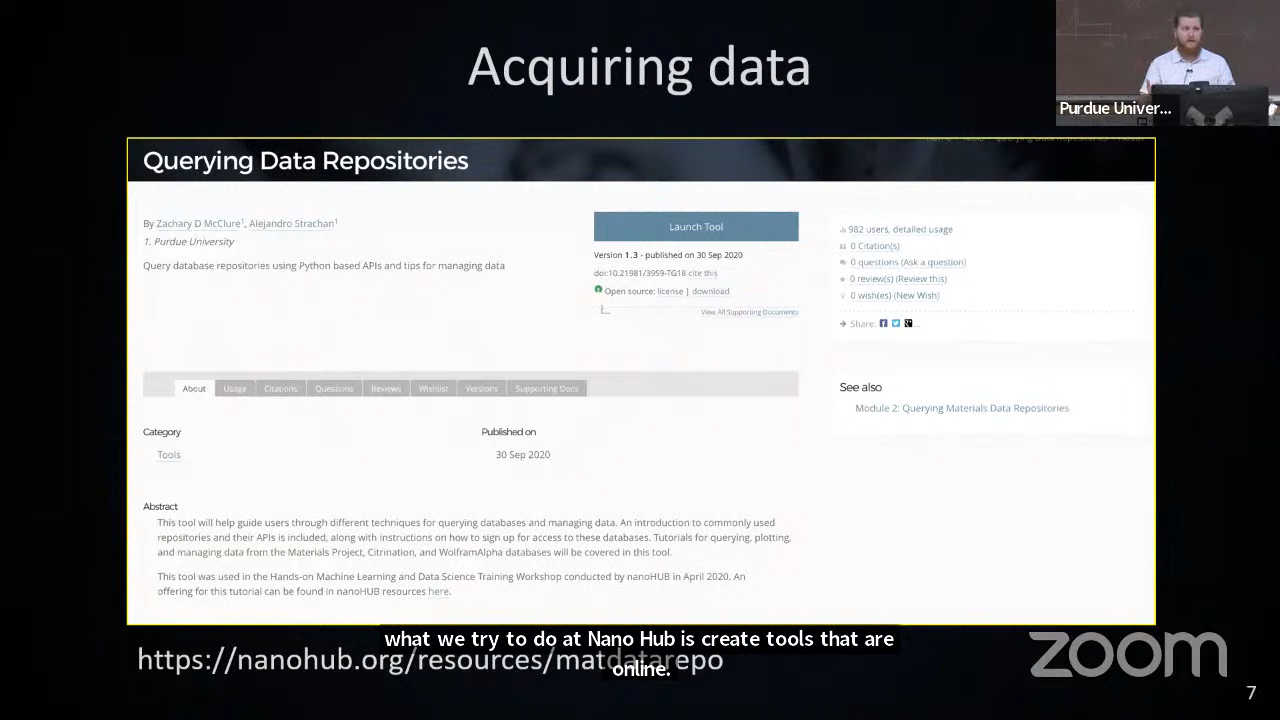 Acquiring data
Purdue Univer...
Querying Data Repositories
By Zachary D McClure1, Alejandro Strachan1
1. Purdue University
Query database repositories using Python based APIs and tips for managing data
Launch Tool
Version 1.3 - published on 30 Sep 2020
doi:10.21981/39S9-TG18 cite this
Open source: license | download
View All Supporting Documents
982 users, detailed usage
0 Citation(s)
0 questions (Ask a question)
0 review(s) (Review this)
0 wish(es) (New Wish)
Share:
About Usage Citations Questions Reviews Wishlist Versions Supporting Docs
See also
Module 2: Querying Materials Data Repositories
Category
Published on
Tools
30 Sep 2020
Abstract
This tool will help guide users through different techniques for querying databases and managing data. An introduction to commonly used
repositories and their APIs is included, along with instructions on how to sign up for access to these databases. Tutorials for querying, plotting,
and managing data from the Materials Project, Citrination, and WolframAlpha databases will be covered in this tool.
This tool was used in the Hands-on Machine Learning and Data Science Training Workshop conducted by nanoHUB in April 2020. An
offering for this tutorial can be found in nanoHUB resources here.
what we try to do at Nano Hub is create tools that are
online.
https://nanohub.org/resources/matdatarepo
zoom
7